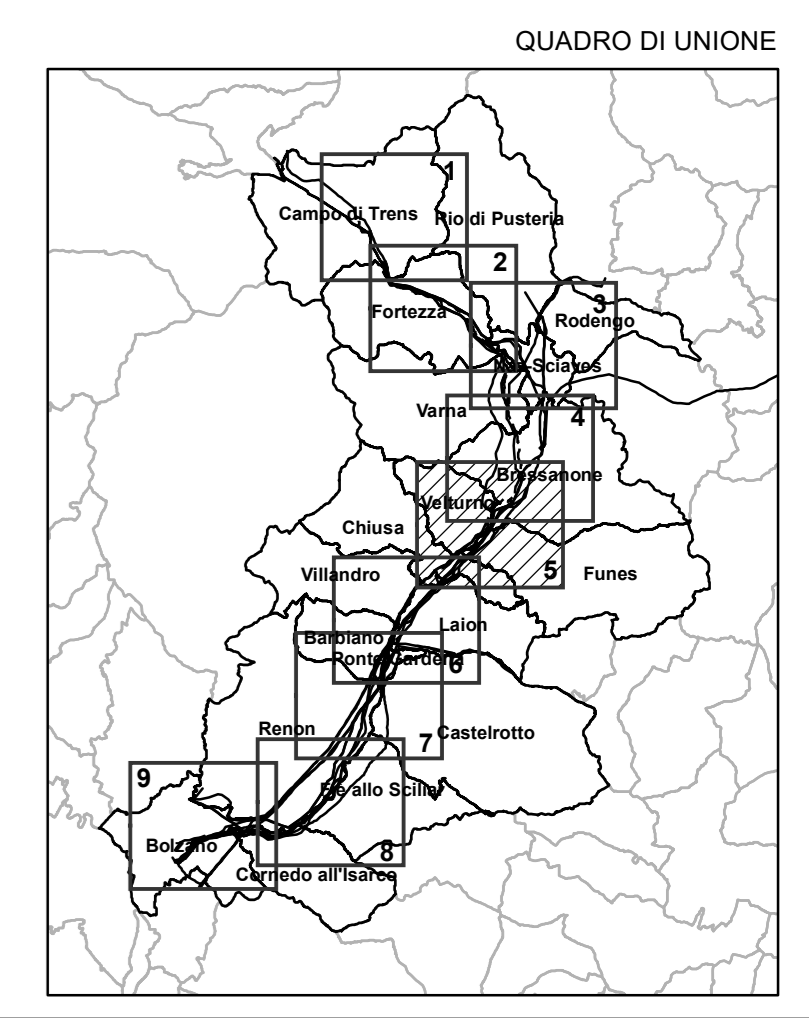 QUADRO DI UNIONE
1
Campo di Trens
Rio di Pusteria
2
3
Fortezza
Rodengo
Naz-Sciaves
Varna
4
Bressanone
Velturno
Chiusa
5
Villandro
Funes
Laion
Barbiano
Ponte Gardena
6
Renon
7
Castelrotto
9
Fiè allo Sciliar
Bolzano
8
Cornedo all'Isarco